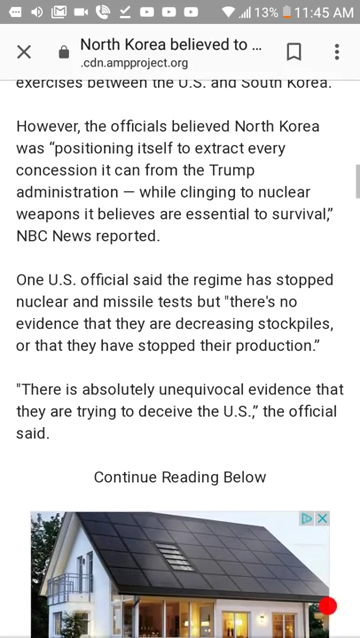 13% 11:45 AM
North Korea believed to ...
.cdn.ampproject.org
exercises between the U.S. and South Korea.
However, the officials believed North Korea
was “positioning itself to extract every
concession it can from the Trump
administration — while clinging to nuclear
weapons it believes are essential to survival,”
NBC News reported.
One U.S. official said the regime has stopped
nuclear and missile tests but "there's no
evidence that they are decreasing stockpiles,
or that they have stopped their production.”
"There is absolutely unequivocal evidence that
they are trying to deceive the U.S.,” the official
said.
Continue Reading Below